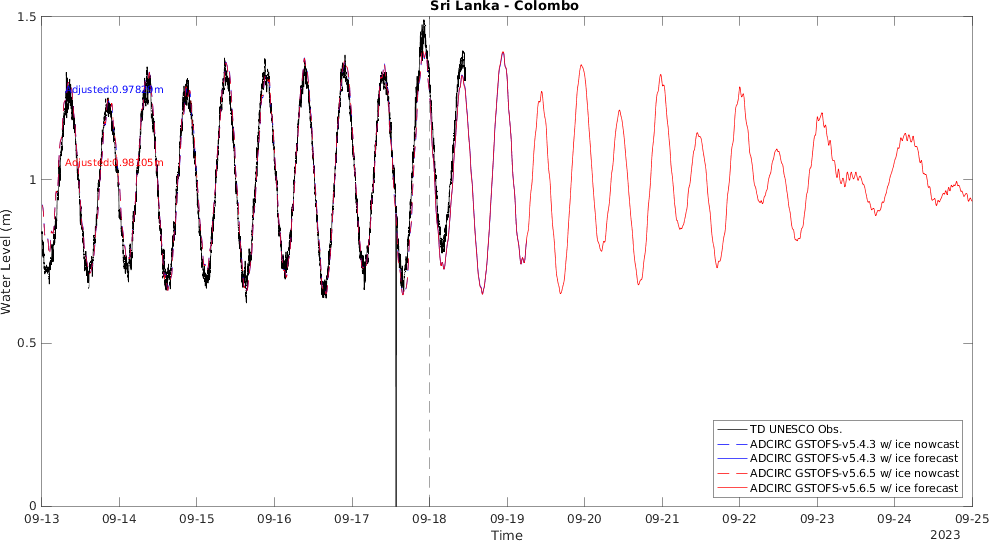 Sri Lanka - Colombo
1.5
Adjusted:0.97820m
Adjusted:0.98705m
1
Water Level (m)
0.5
0
09-13 09-14 09-15 09-16 09-17 09-18 09-19 09-20 09-21 09-22 09-23 09-24 09-25
Time
2023
TD UNESCO Obs.
ADCIRC GSTOFS-v5.4.3 w/ ice nowcast
ADCIRC GSTOFS-v5.4.3 w/ ice forecast
ADCIRC GSTOFS-v5.6.5 w/ ice nowcast
ADCIRC GSTOFS-v5.6.5 w/ ice forecast